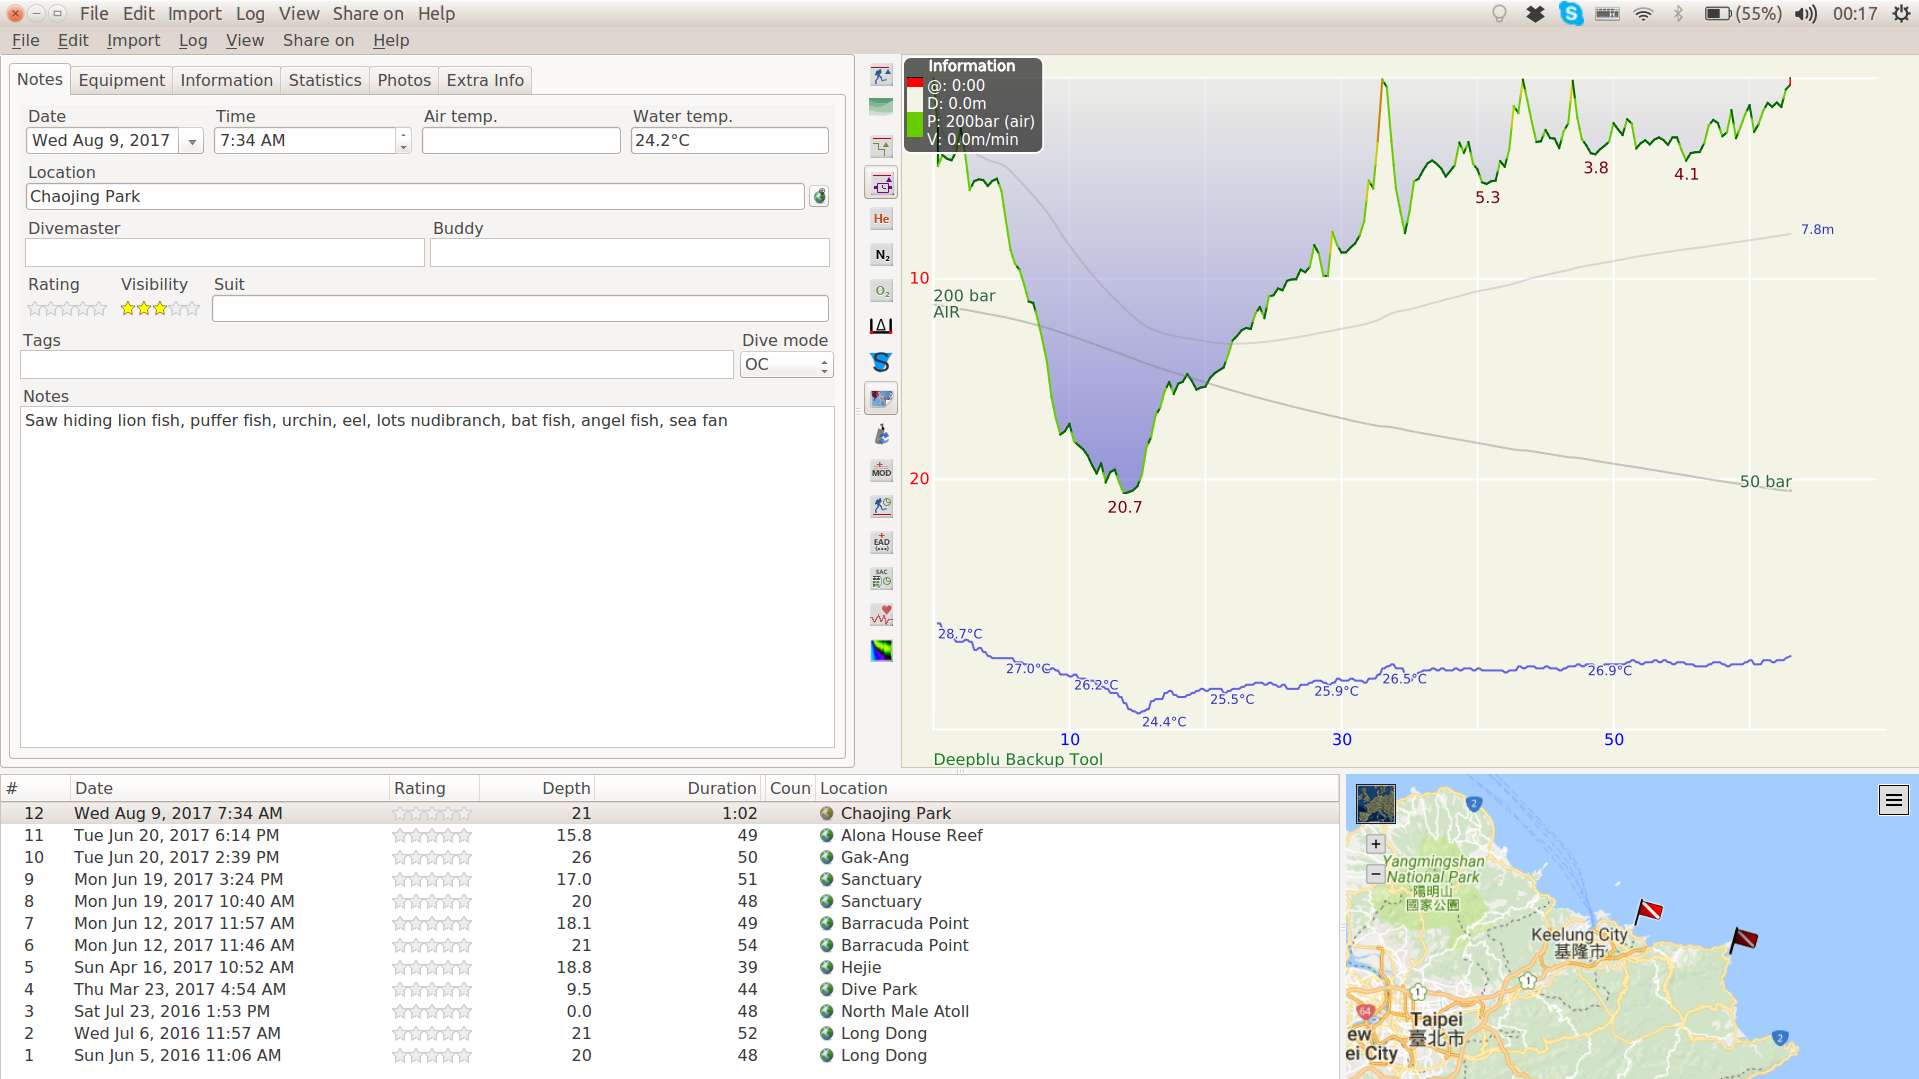 File Edit Import Log View Share on Help (55%) 00:17
File Edit Import Log View Share on Help
Notes Equipment Information Statistics Photos Extra Info
Date Time Air temp. Water temp.
Wed Aug 9, 2017 7:34 AM 24.2°C
Location
Chaojing Park
Divemaster Buddy
Rating Visibility Suit
Tags Dive mode
OC
Notes
Saw hiding lion fish, puffer fish, urchin, eel, lots nudibranch, bat fish, angel fish, sea fan
He
N₂
O₂
S
MOD
EAD
SAC
Information
@: 0:00
D: 0.0m
P: 200bar (air)
V: 0.0m/min
3.8
4.1
5.3
7.8m
10
200 bar
AIR
20
50 bar
20.7
28.7°C
27.0°C
26.2°C
24.4°C
25.5°C
25.9°C
26.5°C
26.9°C
10 30 50
Deepblu Backup Tool
# Date Rating Depth Duration Coun Location
12 Wed Aug 9, 2017 7:34 AM 21 1:02 Chaojing Park
11 Tue Jun 20, 2017 6:14 PM 15.8 49 Alona House Reef
10 Tue Jun 20, 2017 2:39 PM 26 50 Gak-Ang
9 Mon Jun 19, 2017 3:24 PM 17.0 51 Sanctuary
8 Mon Jun 19, 2017 10:40 AM 20 48 Sanctuary
7 Mon Jun 12, 2017 11:57 AM 18.1 49 Barracuda Point
6 Mon Jun 12, 2017 11:46 AM 21 54 Barracuda Point
5 Sun Apr 16, 2017 10:52 AM 18.8 39 Hejie
4 Thu Mar 23, 2017 4:54 AM 9.5 44 Dive Park
3 Sat Jul 23, 2016 1:53 PM 0.0 48 North Male Atoll
2 Wed Jul 6, 2016 11:57 AM 21 52 Long Dong
1 Sun Jun 5, 2016 11:06 AM 20 48 Long Dong
2
+
−
Yangmingshan
National Park
陽明山
國家公園
Keelung City
基隆市
1
1
64
Taipei
臺北市
ew
ei City
2